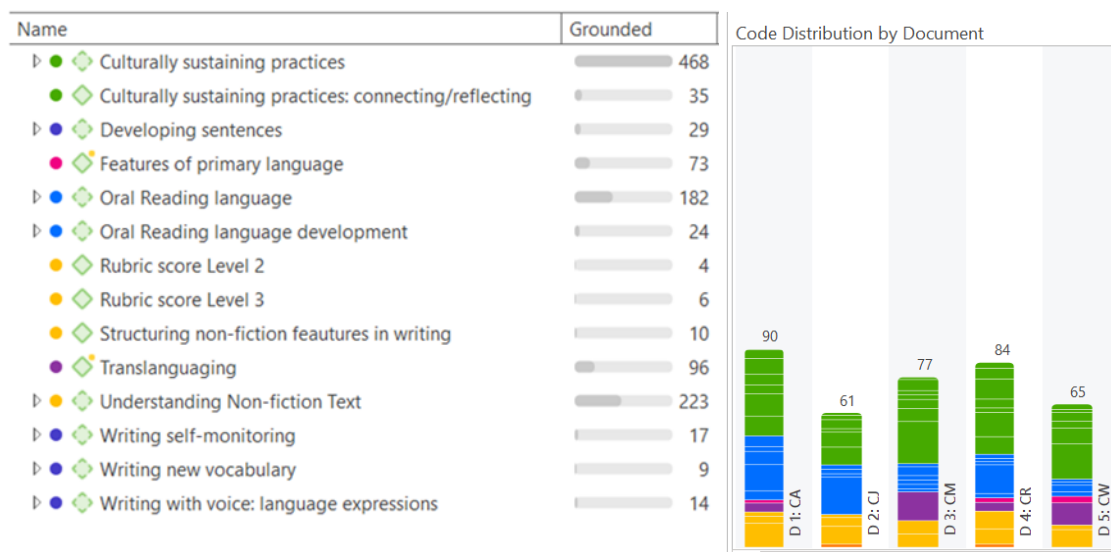 Name Grounded
Culturally sustaining practices 468
Culturally sustaining practices: connecting/reflecting 35
Developing sentences 29
Features of primary language 73
Oral Reading language 182
Oral Reading language development 24
Rubric score Level 2 4
Rubric score Level 3 6
Structuring non-fiction feautures in writing 10
Translanguaging 96
Understanding Non-fiction Text 223
Writing self-monitoring 17
Writing new vocabulary 9
Writing with voice: language expressions 14
Code Distribution by Document
90
61
77
84
65
D 1: CA
D 2: CJ
D 3: CM
D 4: CR
D 5: CW